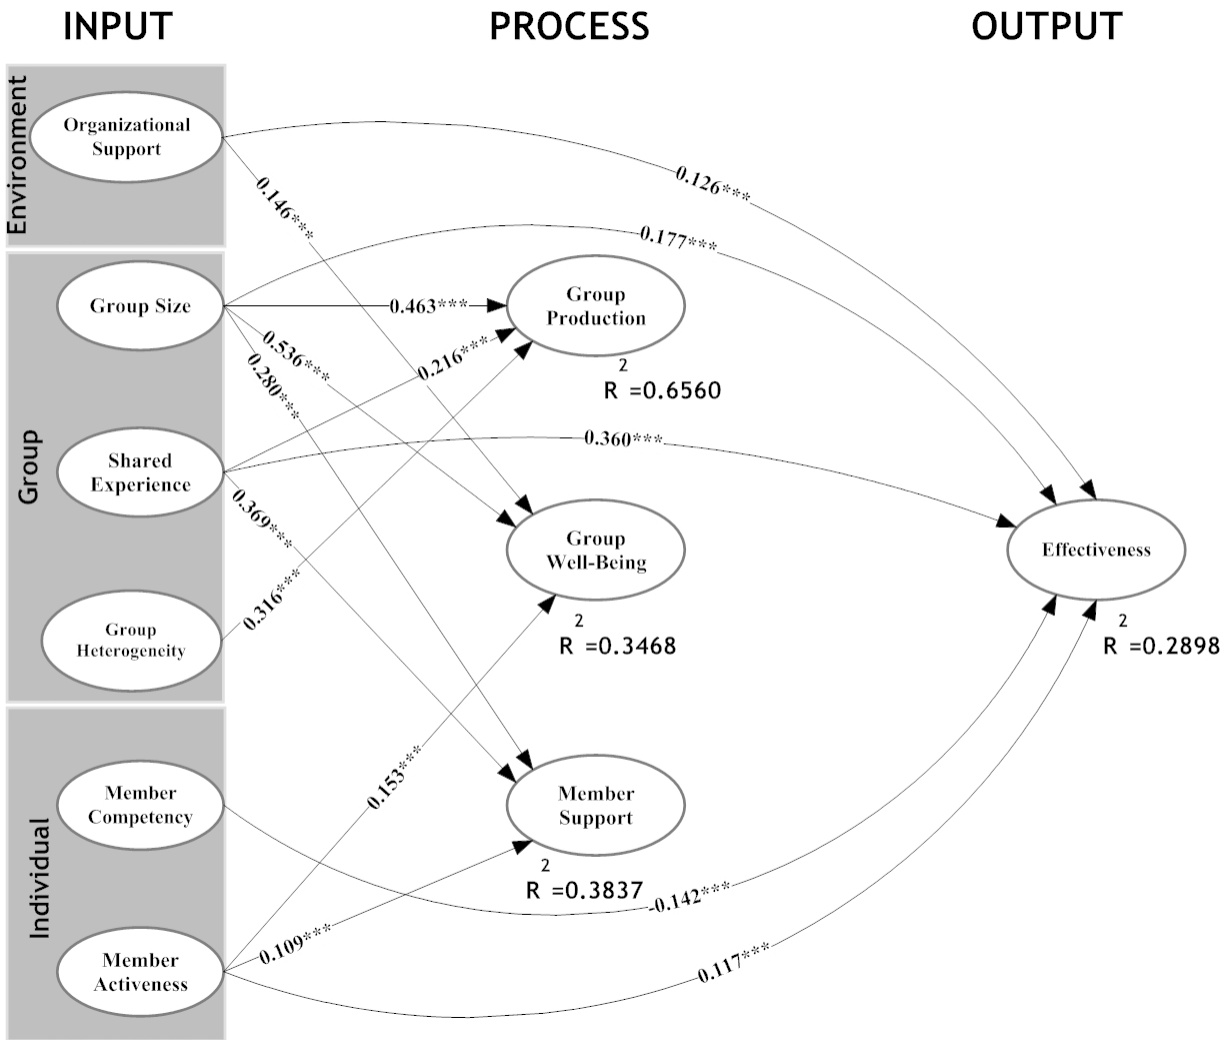 INPUT
PROCESS
OUTPUT
Environment
Organizational
Support
0.126***
0.146***
0.177***
Group
Group Size
0.463***
Group
Production
2
R =0.6560
0.536***
0.216***
0.280***
Shared
Experience
0.360***
0.369***
Group
Well-Being
2
R =0.3468
Effectiveness
2
R =0.2898
0.316***
Group
Heterogeneity
Individual
Member
Competency
0.153***
Member
Support
2
R =0.3837
-0.142***
0.109***
Member
Activeness
0.117***